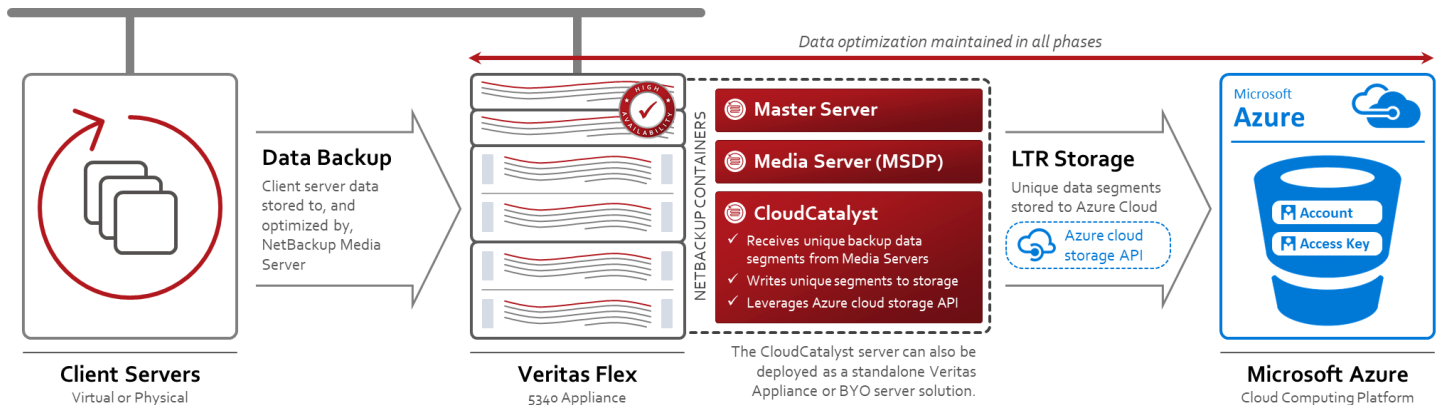 Data optimization maintained in all phases
Data Backup
Client server data
stored to, and
optimized by,
NetBackup Media
Server
HIGH
AVAILABILITY
NETBACKUP CONTAINERS
Master Server
Media Server (MSDP)
CloudCatalyst
✓ Receives unique backup data
segments from Media Servers
✓ Writes unique segments to storage
✓ Leverages Azure cloud storage API
LTR Storage
Unique data segments
stored to Azure Cloud
Azure cloud
storage API
Microsoft
Azure
Account
Access Key
Client Servers
Virtual or Physical
Veritas Flex
5340 Appliance
The CloudCatalyst server can also be
deployed as a standalone Veritas
Appliance or BYO server solution.
Microsoft Azure
Cloud Computing Platform